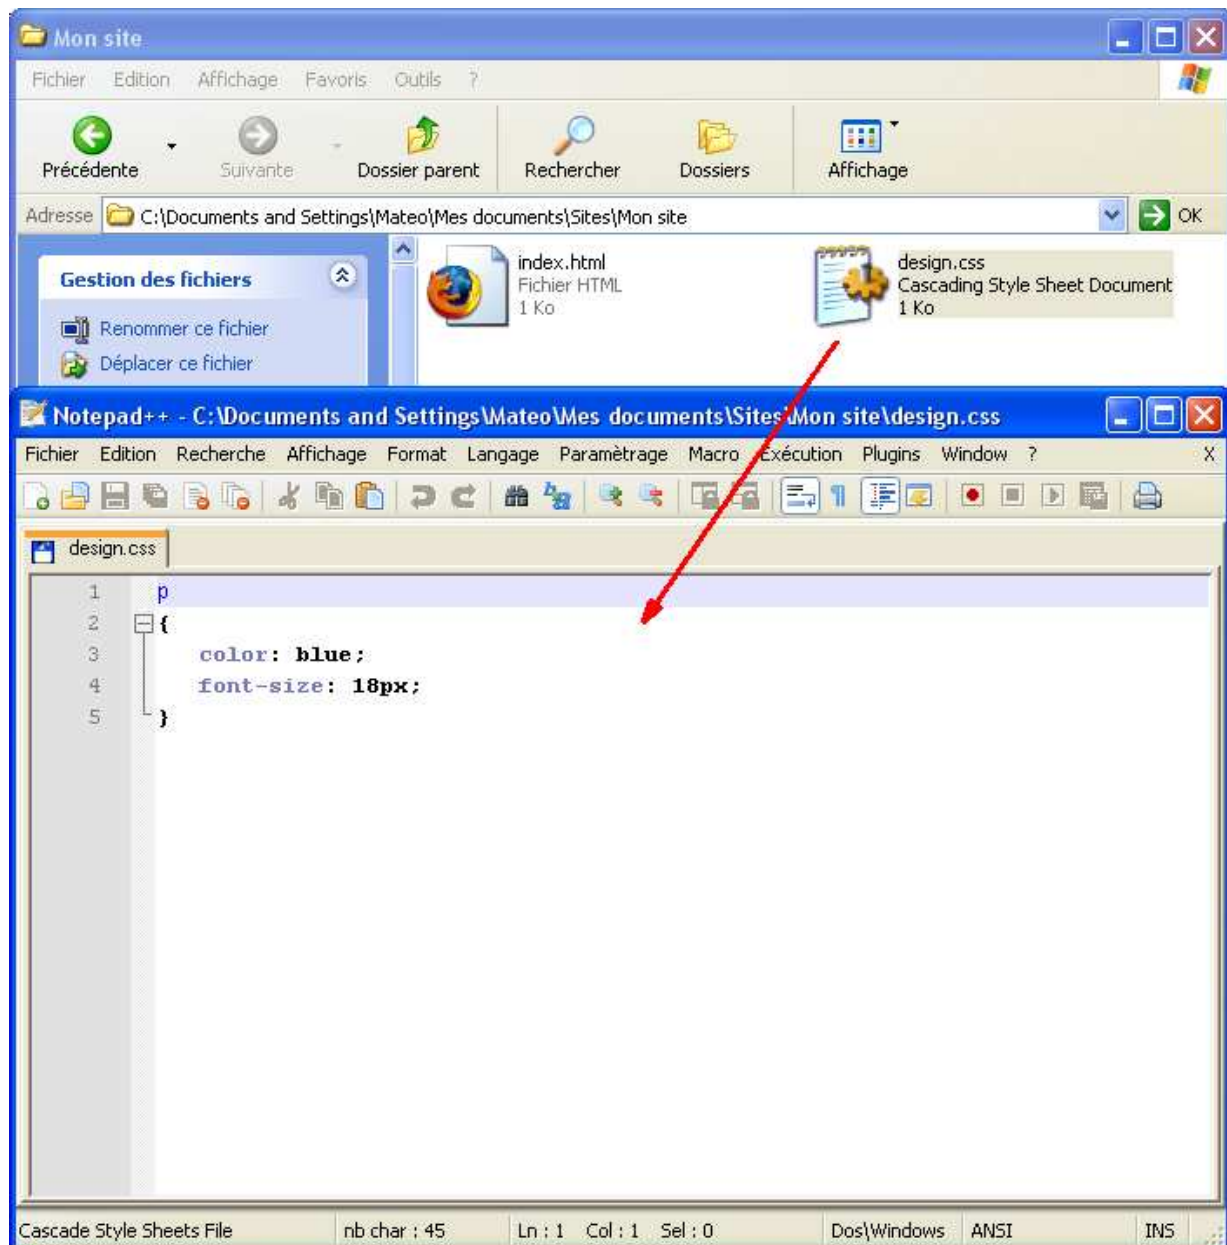 Mon site
Fichier Edition Affichage Favoris Outils ?
Précédente Suivante Dossier parent Rechercher Dossiers Affichage
Adresse C:\Documents and Settings\Mateo\Mes documents\Sites\Mon site OK
Gestion des fichiers
Renommer ce fichier
Déplacer ce fichier
index.html
Fichier HTML
1 Ko
design.css
Cascading Style Sheet Document
1 Ko
Notepad++ - C:\Documents and Settings\Mateo\Mes documents\Sites\Mon site\design.css
Fichier Edition Recherche Affichage Format Langage Paramètrage Macro Exécution Plugins Window ? X
design.css
1 p
2 {
3 color: blue;
4 font-size: 18px;
5 }
Cascade Style Sheets File nb char : 45 Ln : 1 Col : 1 Sel : 0 Dos\Windows ANSI INS